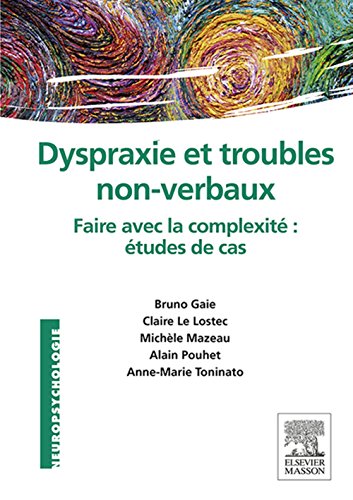 Dyspraxie et troubles
non-verbaux
Faire avec la complexité :
études de cas
Bruno Gaie
Claire Le Lostec
Michèle Mazeau
Alain Pouhet
Anne-Marie Toninato
NEUROPSYCHOLOGIE
ELSEVIER
MASSON